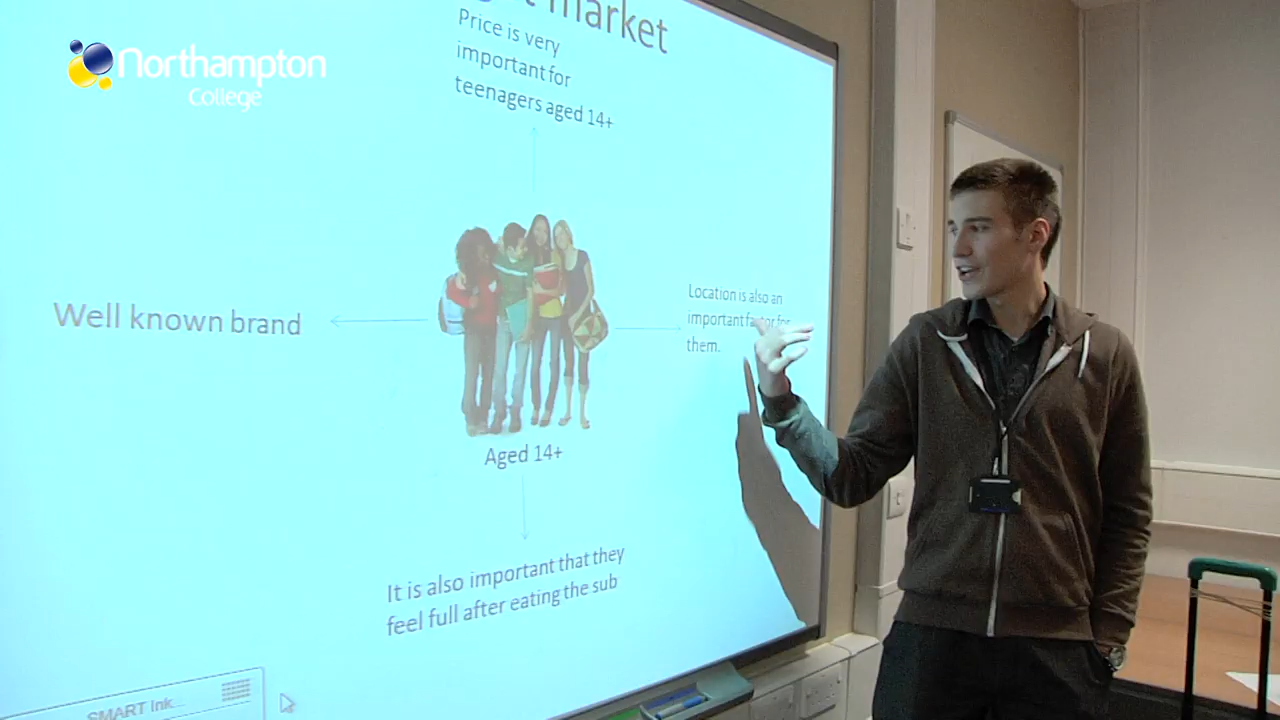 Northampton
College
market
Price is very
important for
teenagers aged 14+
Well known brand
Location is also an
important factor for
them.
Aged 14+
It is also important that they
feel full after eating the sub
SMART Ink...